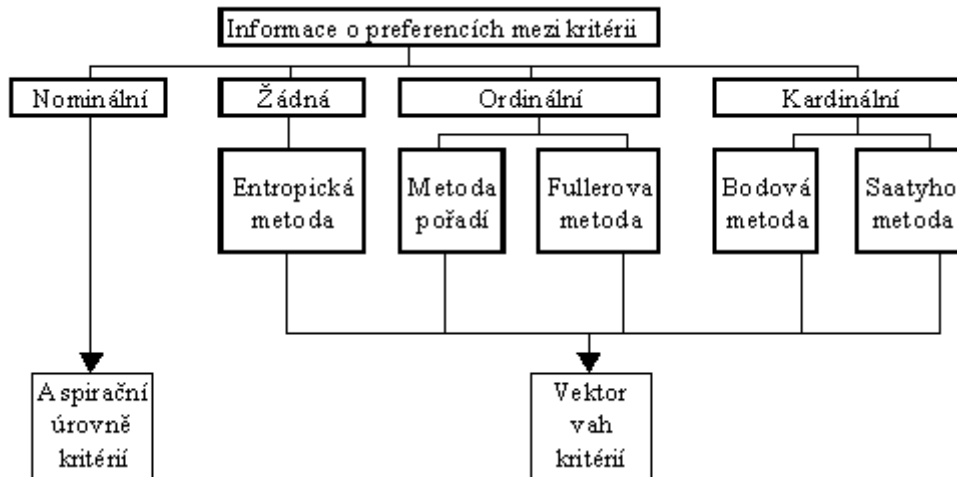 Informace o preferencích mezi kritérii
Nominální
Žádná
Ordinální
Kardinální
Entropická
metoda
Metoda
pořadí
Fullerova
metoda
Bodová
metoda
Saatyho
metoda
Aspirační
úrovně
kritérií
Vektor
vah
kritérií